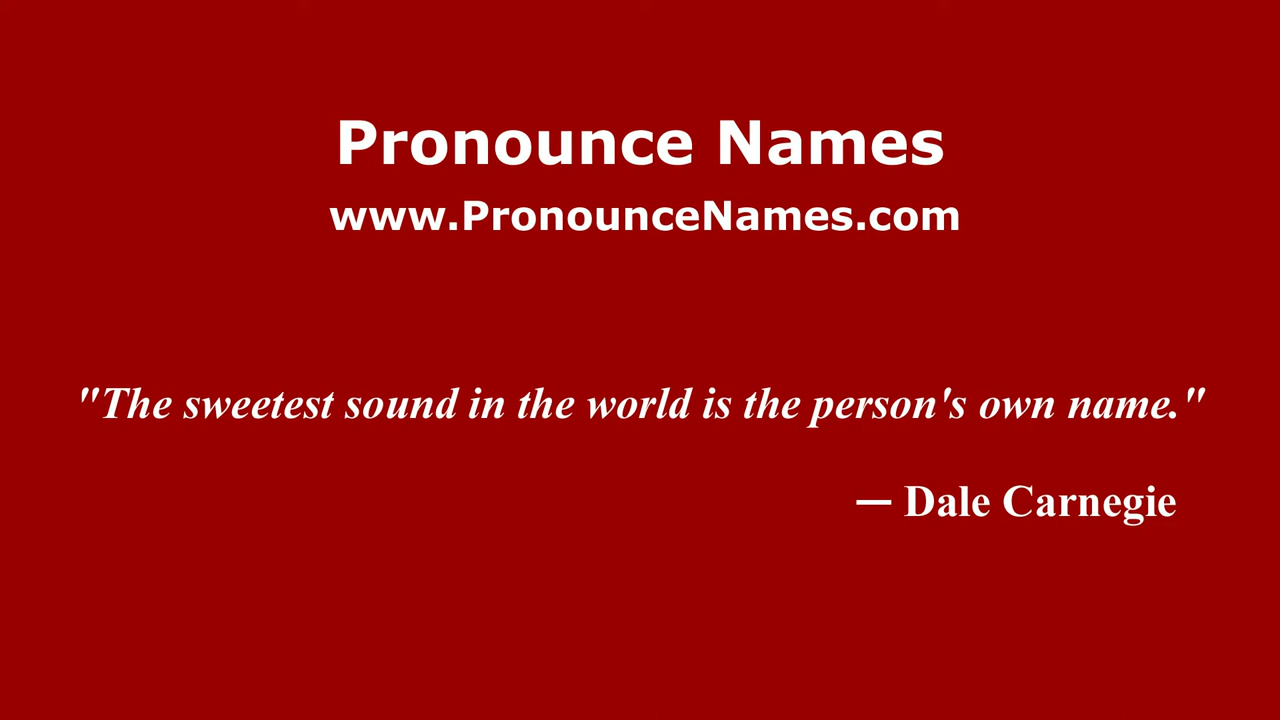 Pronounce Names
www.PronounceNames.com
"The sweetest sound in the world is the person's own name."
— Dale Carnegie